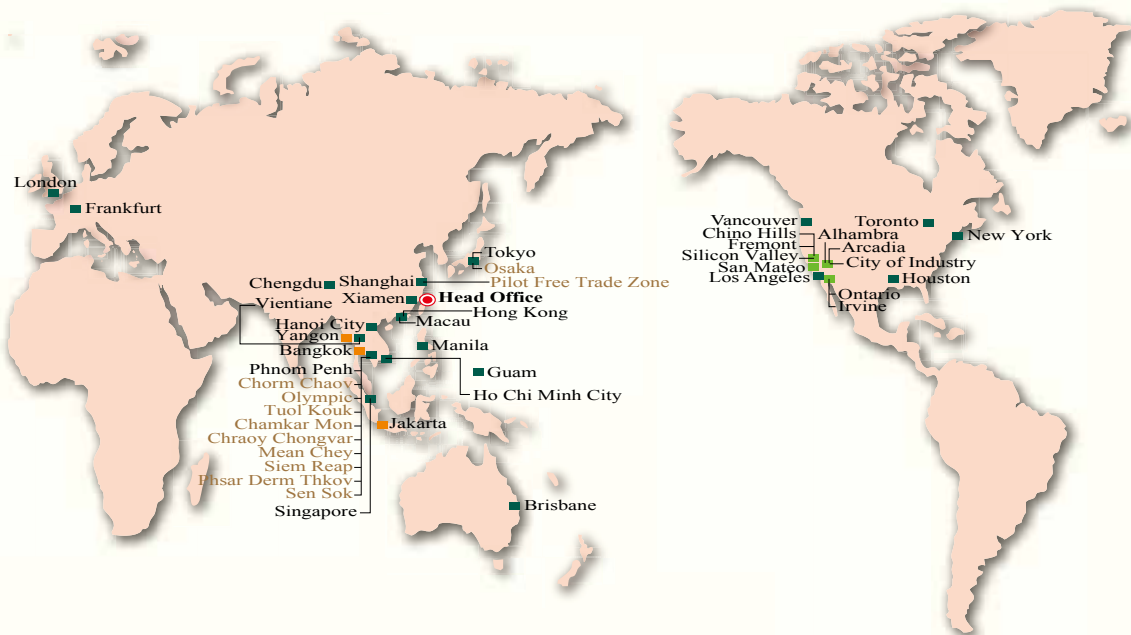 London
Frankfurt
Tokyo
Osaka
Chengdu
Shanghai
Pilot Free Trade Zone
Vientiane
Xiamen
Head Office
Hong Kong
Hanoi City
Macau
Yangon
Bangkok
Manila
Phnom Penh
Guam
Chorm Chaov
Olympic
Ho Chi Minh City
Tuol Kouk
Chamkar Mon
Jakarta
Chraoy Chongvar
Mean Chey
Siem Reap
Phsar Derm Thkov
Sen Sok
Singapore
Brisbane
Vancouver
Toronto
Chino Hills
Alhambra
New York
Fremont
Arcadia
Silicon Valley
City of Industry
San Mateo
Los Angeles
Houston
Ontario
Irvine